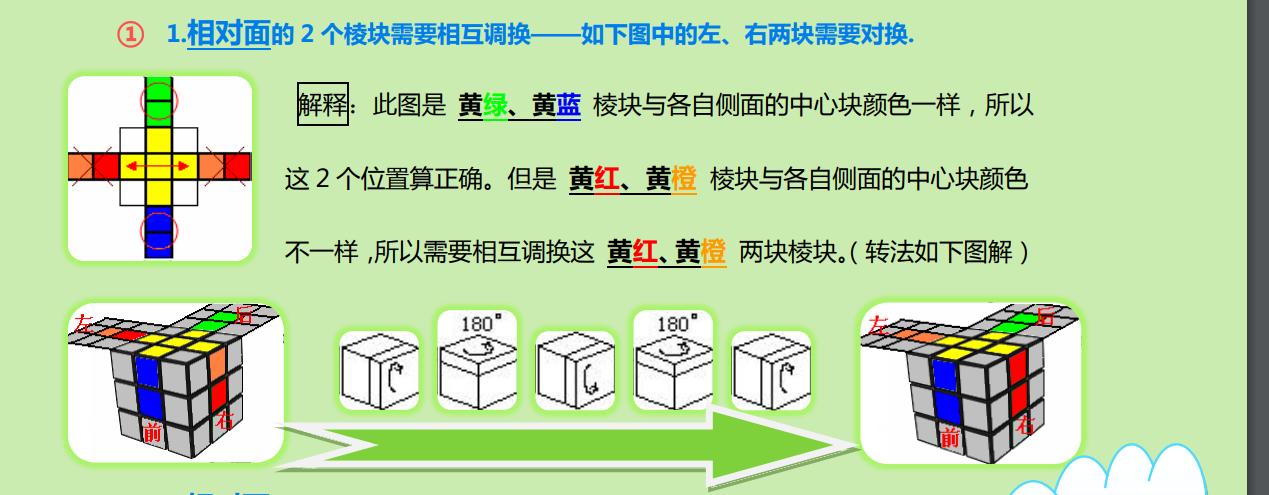 ① 1.相对面的 2 个棱块需要相互调换——如下图中的左、右两块需要对换.
解释：此图是 黄绿、黄蓝 棱块与各自侧面的中心块颜色一样，所以
这 2 个位置算正确。但是 黄红、黄橙 棱块与各自侧面的中心块颜色
不一样，所以需要相互调换这 黄红、黄橙 两块棱块。（转法如下图解）
左
后
前
右
180°
180°
左
后
前
右